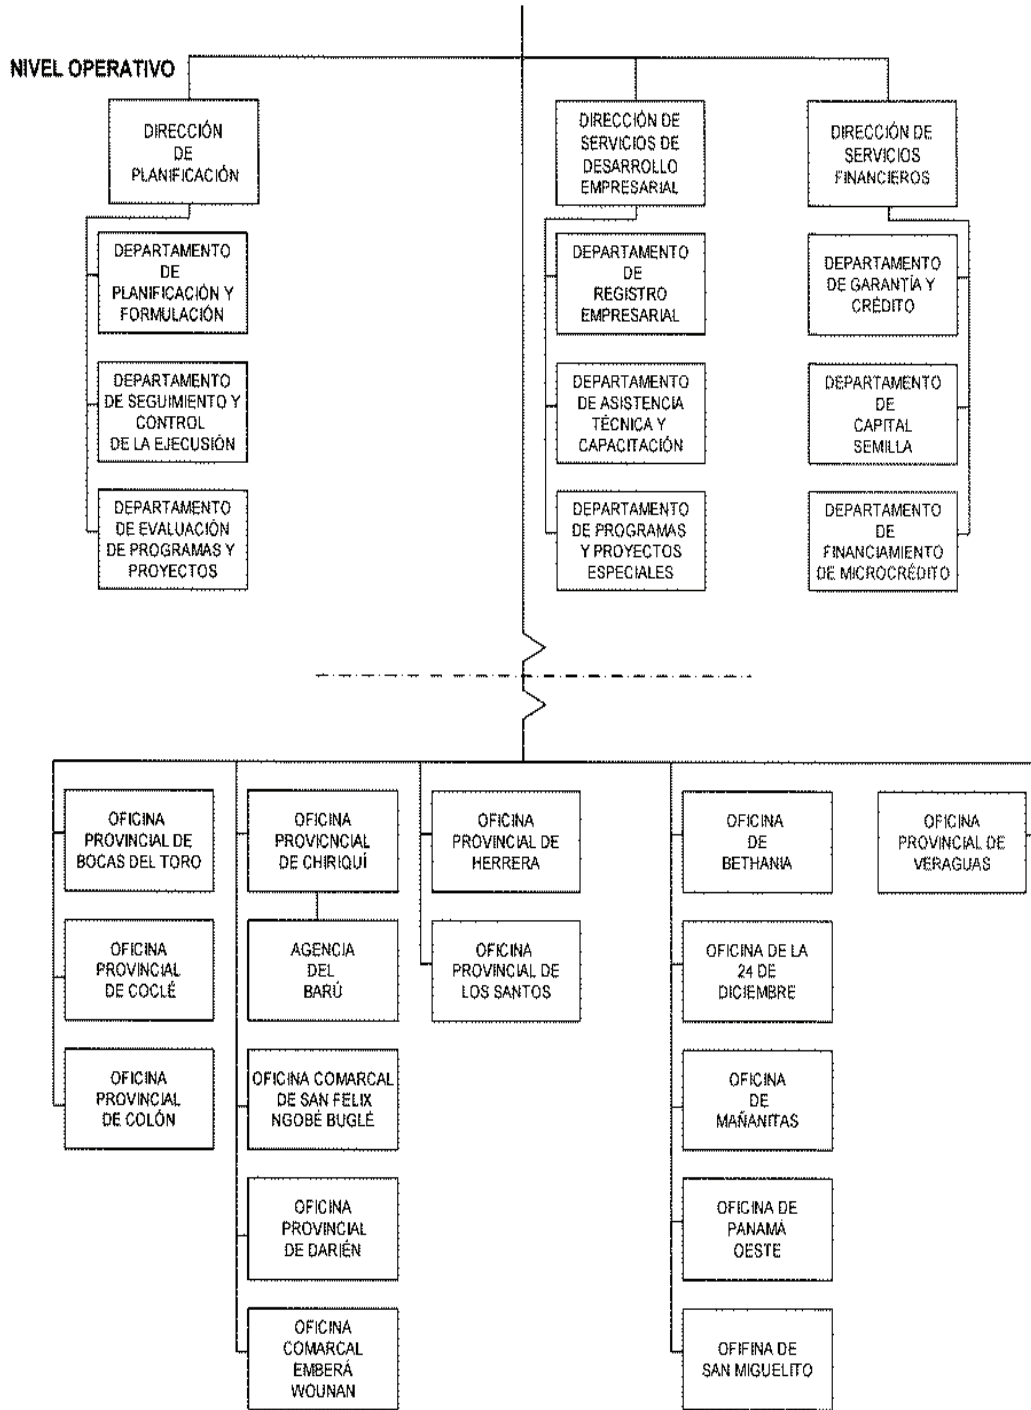 NIVEL OPERATIVO
DIRECCIÓN
DE
PLANIFICACIÓN
DIRECCIÓN DE
SERVICIOS DE
DESARROLLO
EMPRESARIAL
DIRECCIÓN DE
SERVICIOS
FINANCIEROS
DEPARTAMENTO
DE
PLANIFICACIÓN Y
FORMULACIÓN
DEPARTAMENTO
DE
REGISTRO
EMPRESARIAL
DEPARTAMENTO
DE GARANTÍA Y
CRÉDITO
DEPARTAMENTO
DE SEGUIMIENTO Y
CONTROL
DE LA EJECUSIÓN
DEPARTAMENTO
DE ASISTENCIA
TÉCNICA Y
CAPACITACIÓN
DEPARTAMENTO
DE
CAPITAL
SEMILLA
DEPARTAMENTO
DE EVALUACIÓN
DE PROGRAMAS Y
PROYECTOS
DEPARTAMENTO
DE PROGRAMAS
Y PROYECTOS
ESPECIALES
DEPARTAMENTO
DE
FINANCIAMIENTO
DE MICROCRÉDITO
OFICINA
PROVINCIAL DE
BOCAS DEL TORO
OFICINA
PROVICNCIAL
DE CHIRIQUÍ
OFICINA
PROVINCIAL DE
HERRERA
OFICINA
DE
BETHANIA
OFICINA
PROVINCIAL DE
VERAGUAS
OFICINA
PROVINCIAL
DE COCLÉ
AGENCIA
DEL
BARÚ
OFICINA
PROVINCIAL DE
LOS SANTOS
OFICINA DE LA
24 DE
DICIEMBRE
OFICINA
PROVINCIAL
DE COLÓN
OFICINA COMARCAL
DE SAN FELIX
NGOBÉ BUGLÉ
OFICINA
DE
MAÑANITAS
OFICINA
PROVINCIAL
DE DARIÉN
OFICINA DE
PANAMÁ
OESTE
OFICINA
COMARCAL
EMBERÁ
WOUNAN
OFIFINA DE
SAN MIGUELITO